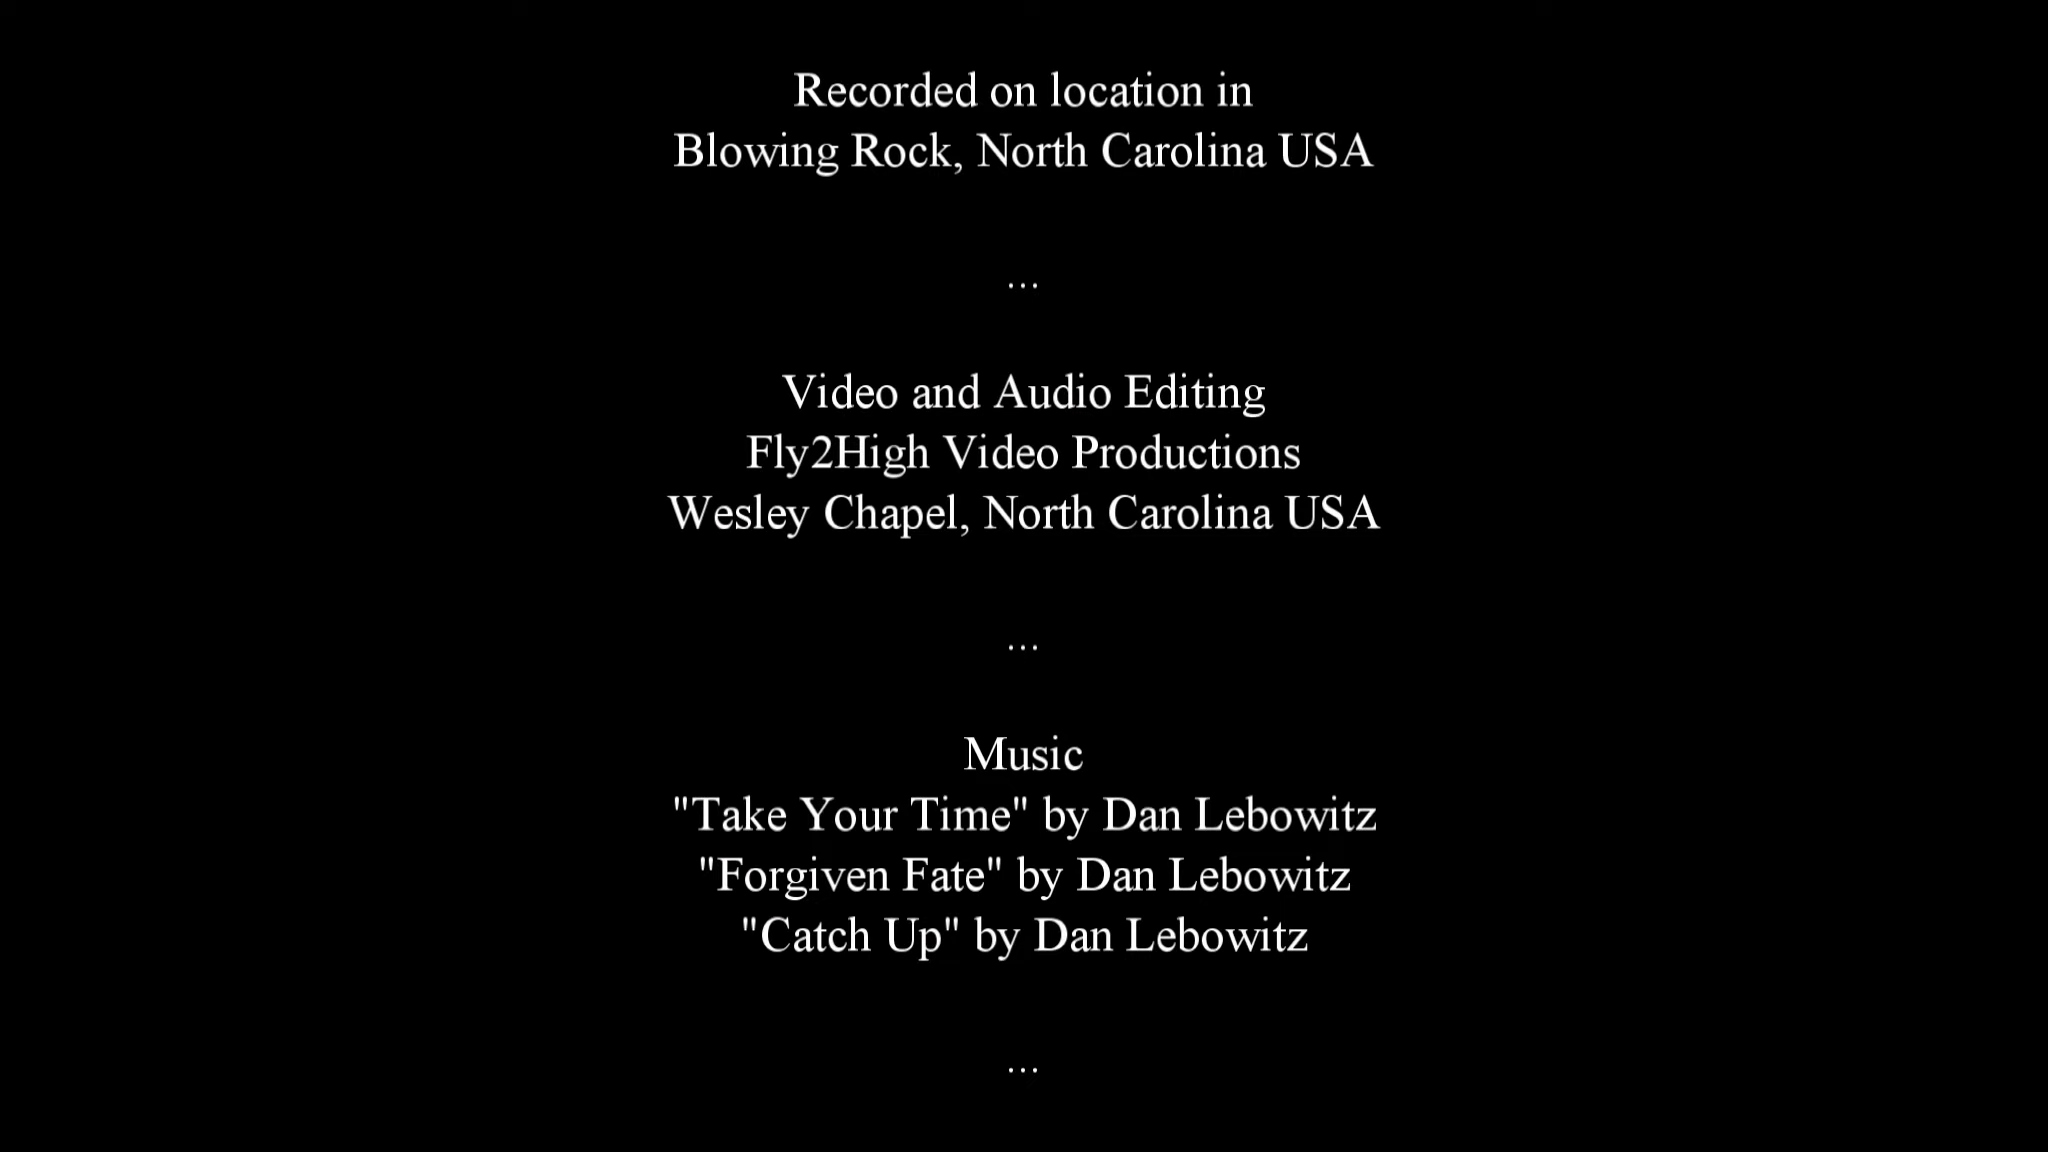 Recorded on location in
Blowing Rock, North Carolina USA
...
Video and Audio Editing
Fly2High Video Productions
Wesley Chapel, North Carolina USA
...
Music
"Take Your Time" by Dan Lebowitz
"Forgiven Fate" by Dan Lebowitz
"Catch Up" by Dan Lebowitz
...